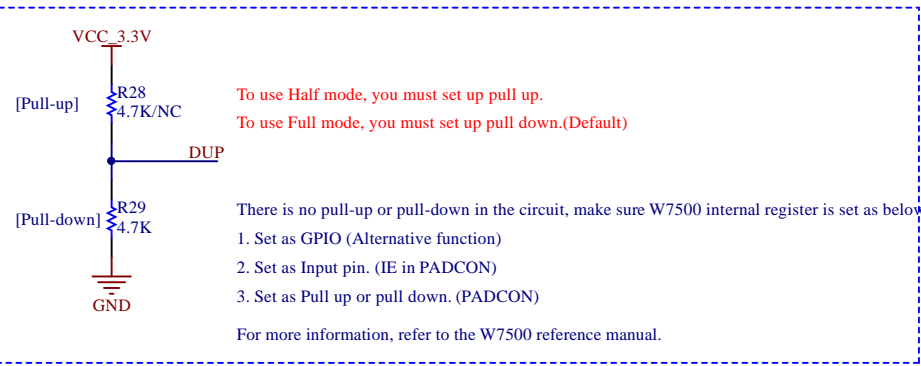 VCC_3.3V
[Pull-up]
R28
4.7K/NC
To use Half mode, you must set up pull up.
To use Full mode, you must set up pull down.(Default)
DUP
[Pull-down]
R29
4.7K
There is no pull-up or pull-down in the circuit, make sure W7500 internal register is set as below
1. Set as GPIO (Alternative function)
2. Set as Input pin. (IE in PADCON)
3. Set as Pull up or pull down. (PADCON)
GND
For more information, refer to the W7500 reference manual.